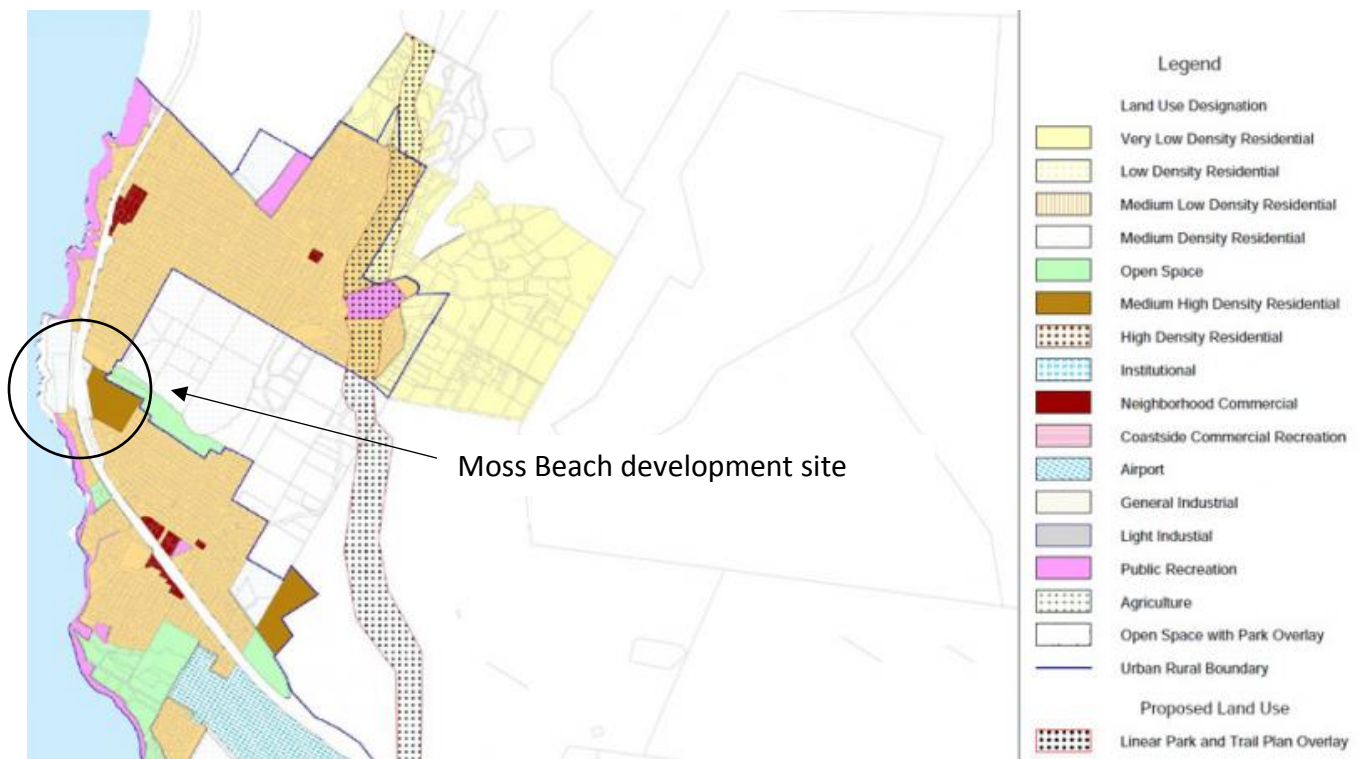 Moss Beach development site
Legend
Land Use Designation
Very Low Density Residential
Low Density Residential
Medium Low Density Residential
Medium Density Residential
Open Space
Medium High Density Residential
High Density Residential
Institutional
Neighborhood Commercial
Coastside Commercial Recreation
Airport
General Industrial
Light Industial
Public Recreation
Agriculture
Open Space with Park Overlay
Urban Rural Boundary
Proposed Land Use
Linear Park and Trail Plan Overlay